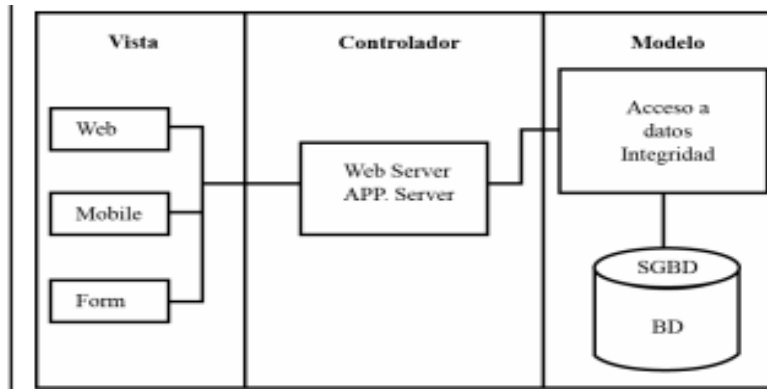 Vista
Controlador
Modelo
Web
Mobile
Form
Web Server
APP. Server
Acceso a
datos
Integridad
SGBD
BD